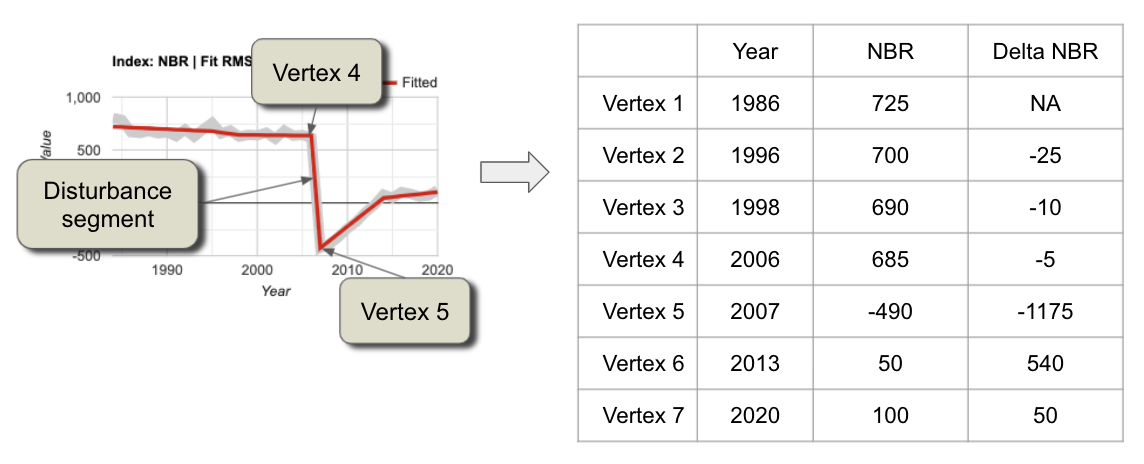 Index: NBR | Fit RMS
Vertex 4
Fitted
1,000
500
-500
Value
Disturbance
segment
1990 2000 2010 2020
Year
Vertex 5
Year NBR Delta NBR
Vertex 1 1986 725 NA
Vertex 2 1996 700 -25
Vertex 3 1998 690 -10
Vertex 4 2006 685 -5
Vertex 5 2007 -490 -1175
Vertex 6 2013 50 540
Vertex 7 2020 100 50